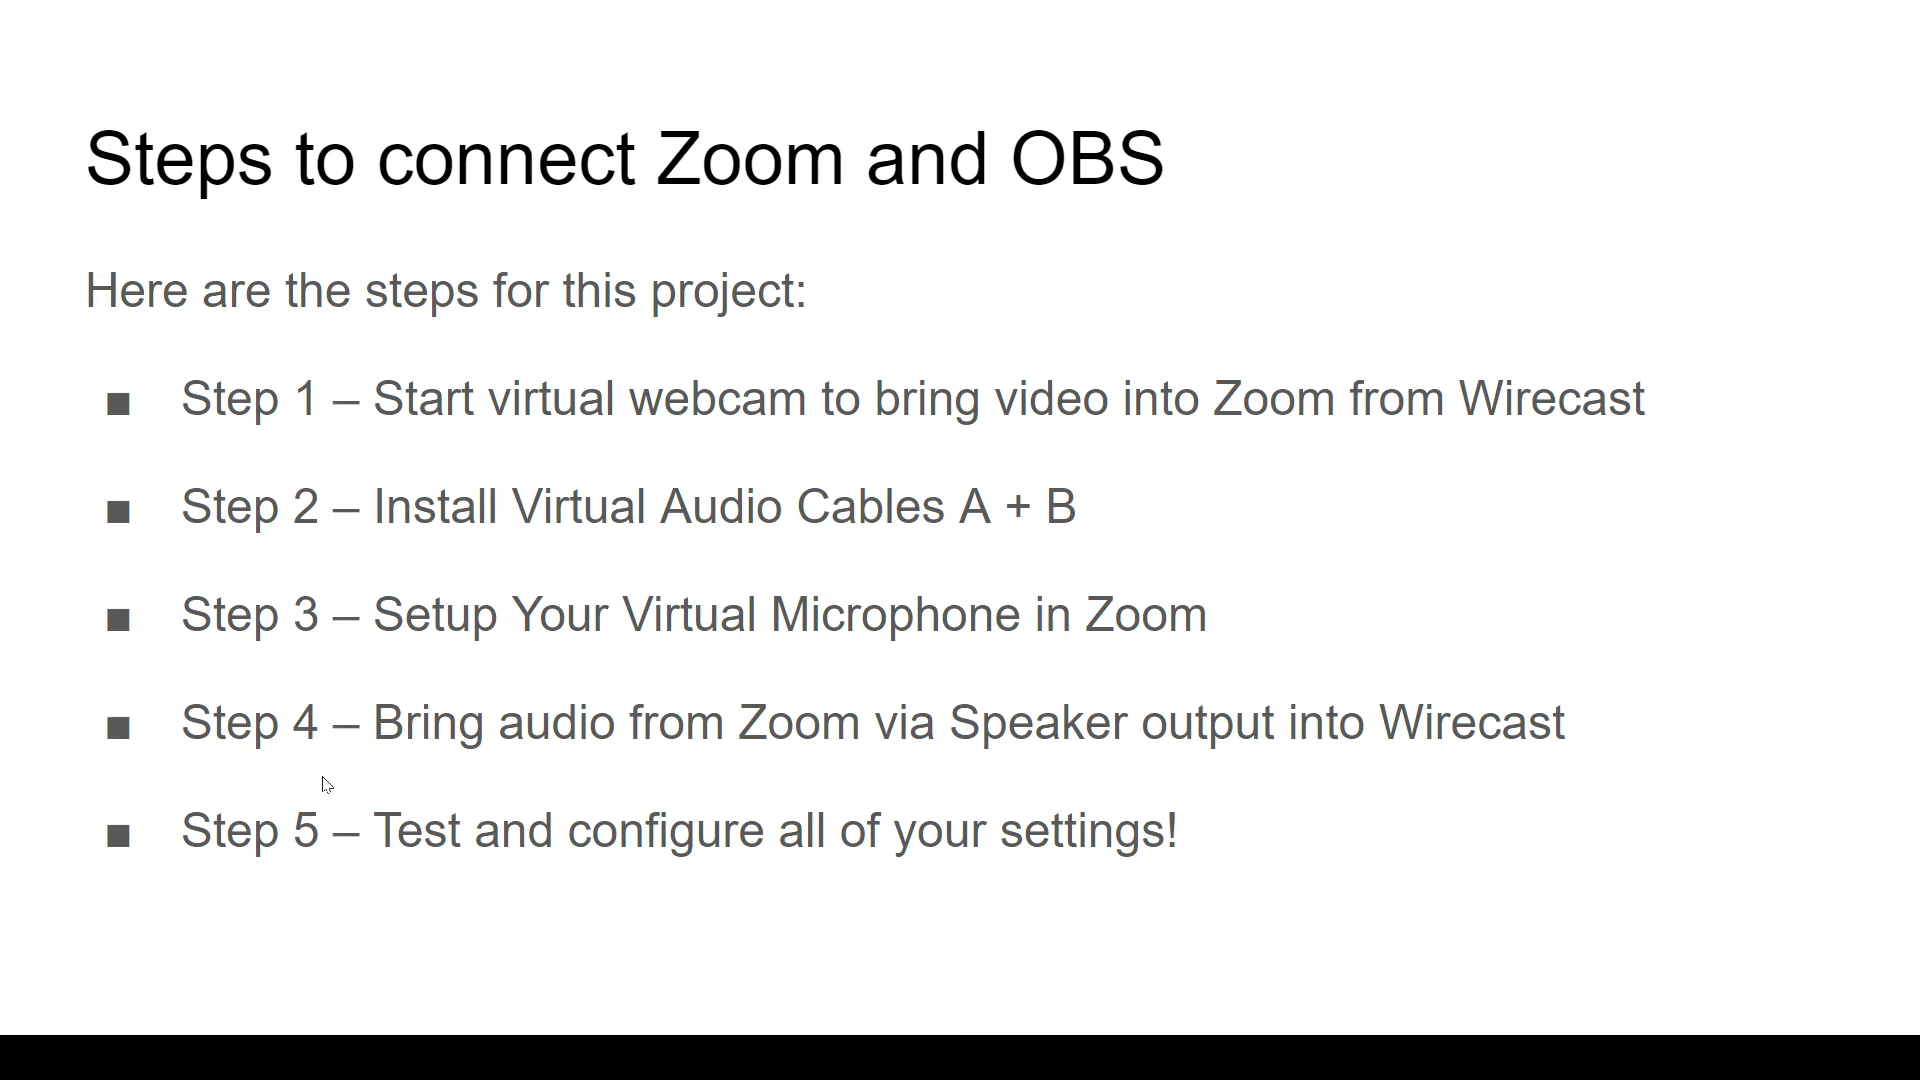 Steps to connect Zoom and OBS
Here are the steps for this project:
■ Step 1 – Start virtual webcam to bring video into Zoom from Wirecast
■ Step 2 – Install Virtual Audio Cables A + B
■ Step 3 – Setup Your Virtual Microphone in Zoom
■ Step 4 – Bring audio from Zoom via Speaker output into Wirecast
■ Step 5 – Test and configure all of your settings!